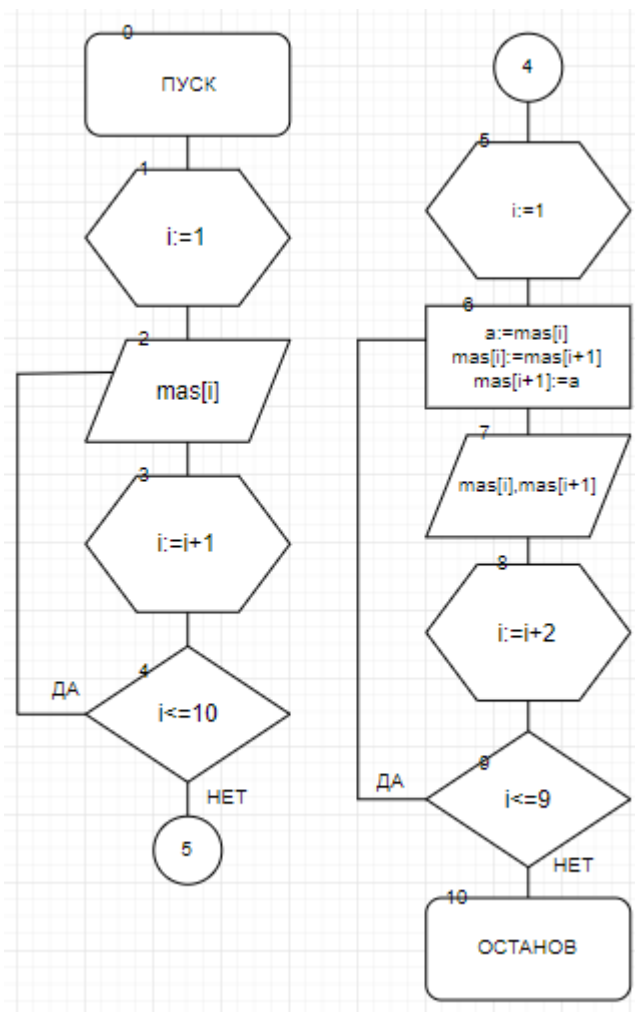 0
ПУСК
1
i:=1
2
mas[i]
3
i:=i+1
4
ДА
i<=10
НЕТ
5
4
5
i:=1
6
a:=mas[i]
mas[i]:=mas[i+1]
mas[i+1]:=a
7
mas[i],mas[i+1]
8
i:=i+2
9
ДА
i<=9
НЕТ
10
ОСТАНОВ